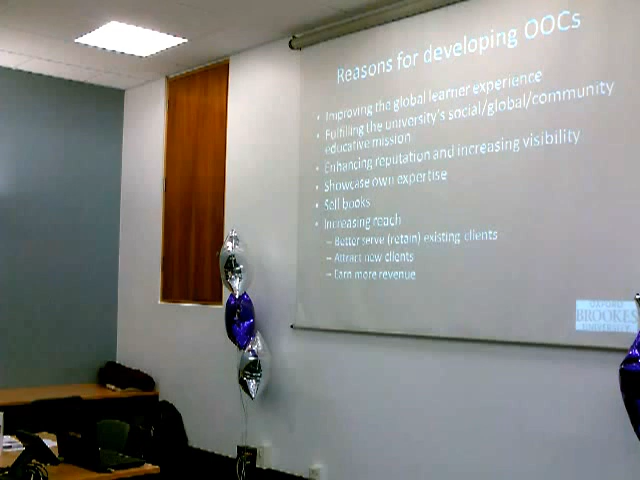 Reasons for developing OOCs
• Improving the global learner experience
• Fulfilling the university's social/global/community
educative mission
• Enhancing reputation and increasing visibility
• Showcase own expertise
• Sell books
• Increasing reach
– Better serve (retain) existing clients
– Attract new clients
– Earn more revenue
OXFORD
BROOKES
UNIVERSITY